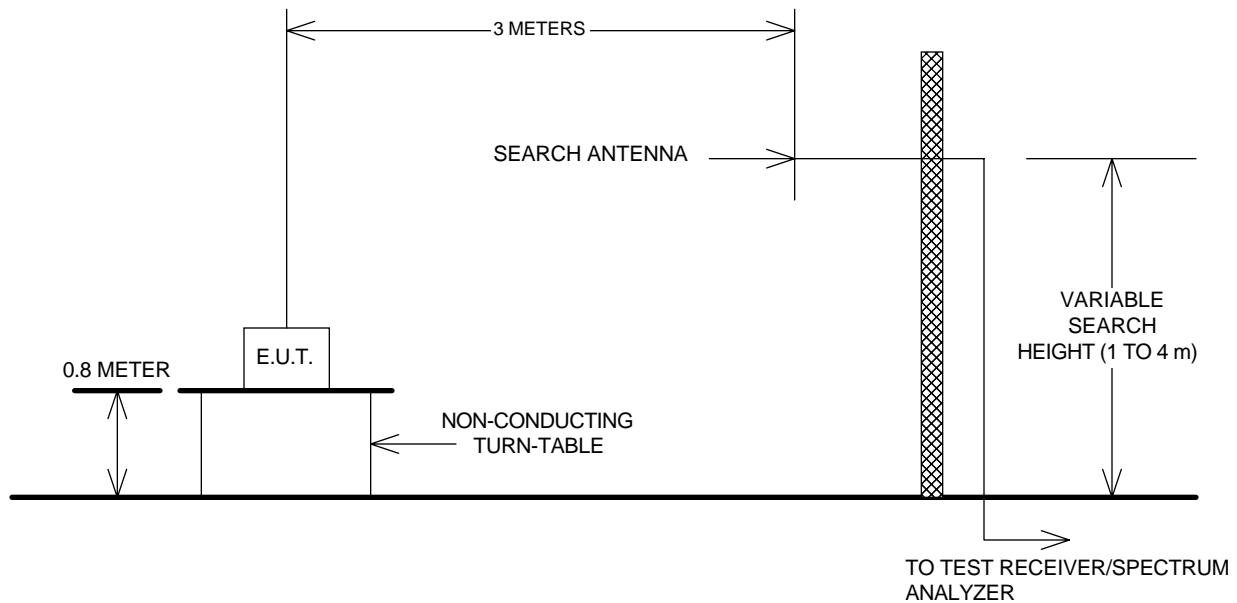 3 METERS
SEARCH ANTENNA
VARIABLE
SEARCH
HEIGHT (1 TO 4 m)
E.U.T.
0.8 METER
NON-CONDUCTING
TURN-TABLE
TO TEST RECEIVER/SPECTRUM
ANALYZER